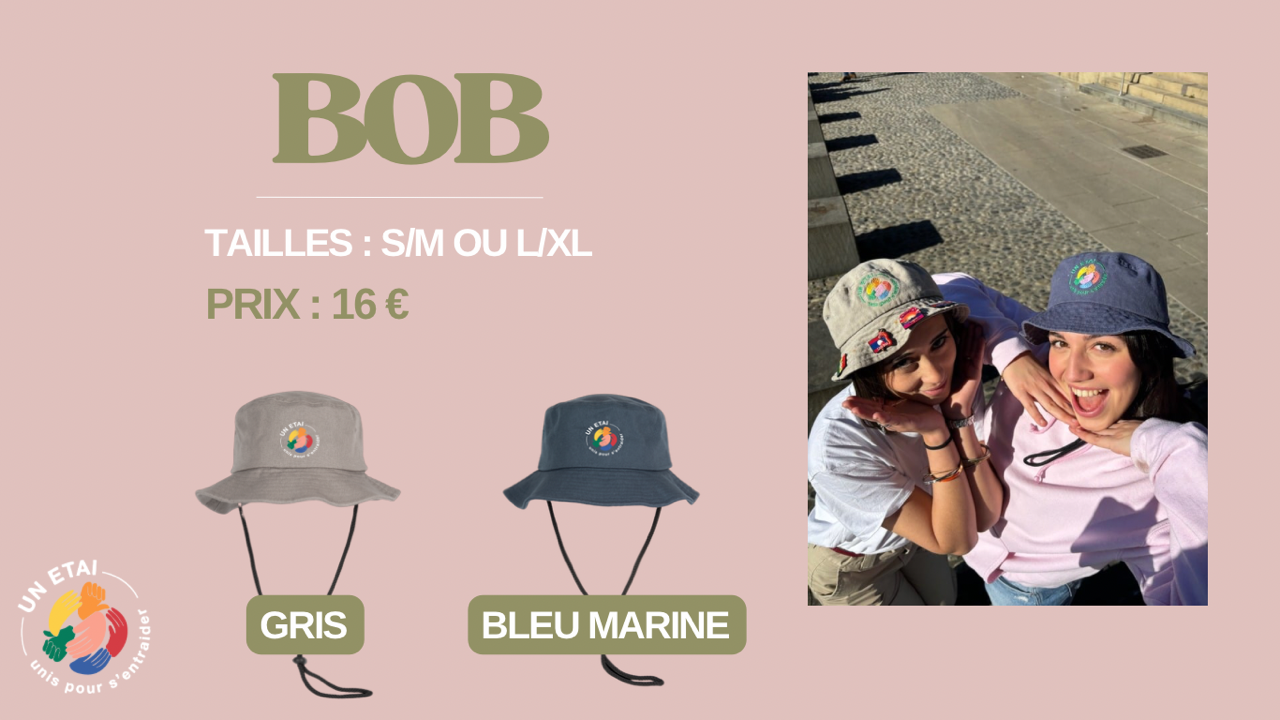 BOB
TAILLES : S/M OU L/XL
PRIX : 16 €
UN ETAI
unis pour s'entraider
UN ETAI
unis pour s'entraider
GRIS
BLEU MARINE
UN ETAI
unis pour s'entraider